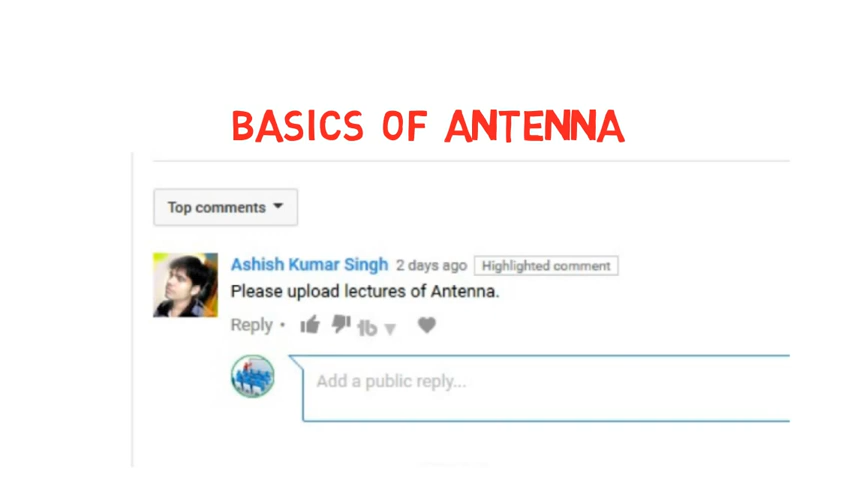 BASICS OF ANTENNA
Top comments
Ashish Kumar Singh 2 days ago Highlighted comment
Please upload lectures of Antenna.
Reply •
Add a public reply...